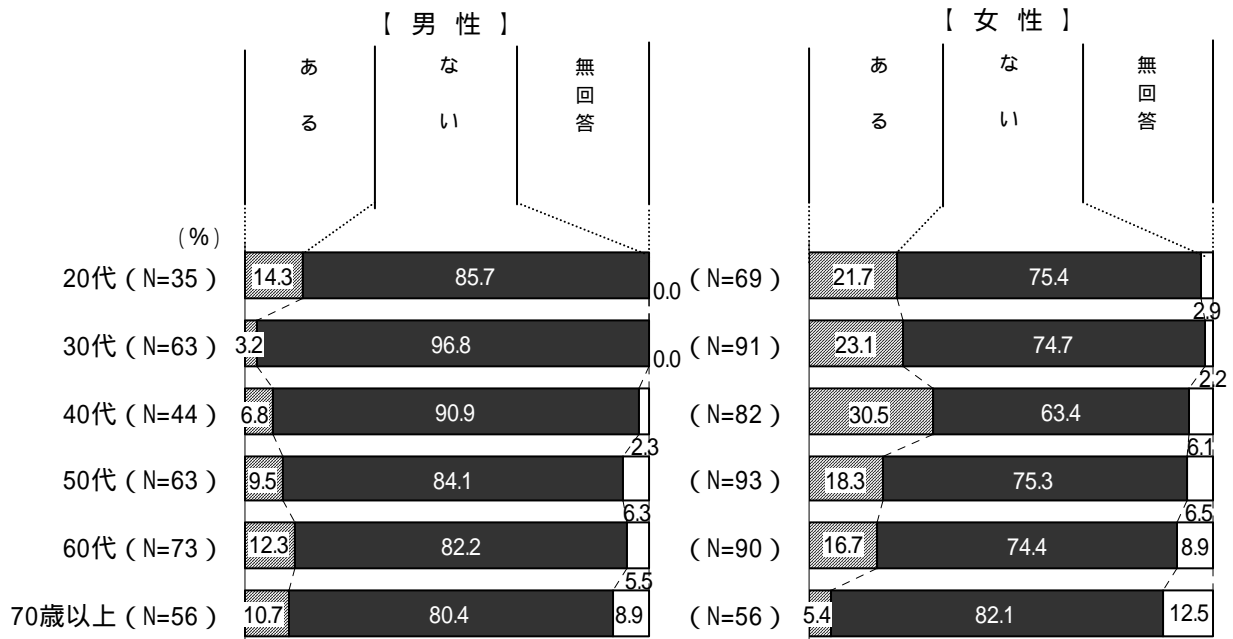 【 男 性 】 【 女 性 】
ある ない 無回答 ある ない 無回答
(%)
20代（N=35） 14.3 85.7 0.0 （N=69） 21.7 75.4 2.9
30代（N=63） 3.2 96.8 0.0 （N=91） 23.1 74.7 2.2
40代（N=44） 6.8 90.9 2.3 （N=82） 30.5 63.4 6.1
50代（N=63） 9.5 84.1 6.3 （N=93） 18.3 75.3 6.5
60代（N=73） 12.3 82.2 5.5 （N=90） 16.7 74.4 8.9
70歳以上（N=56） 10.7 80.4 8.9 （N=56） 5.4 82.1 12.5